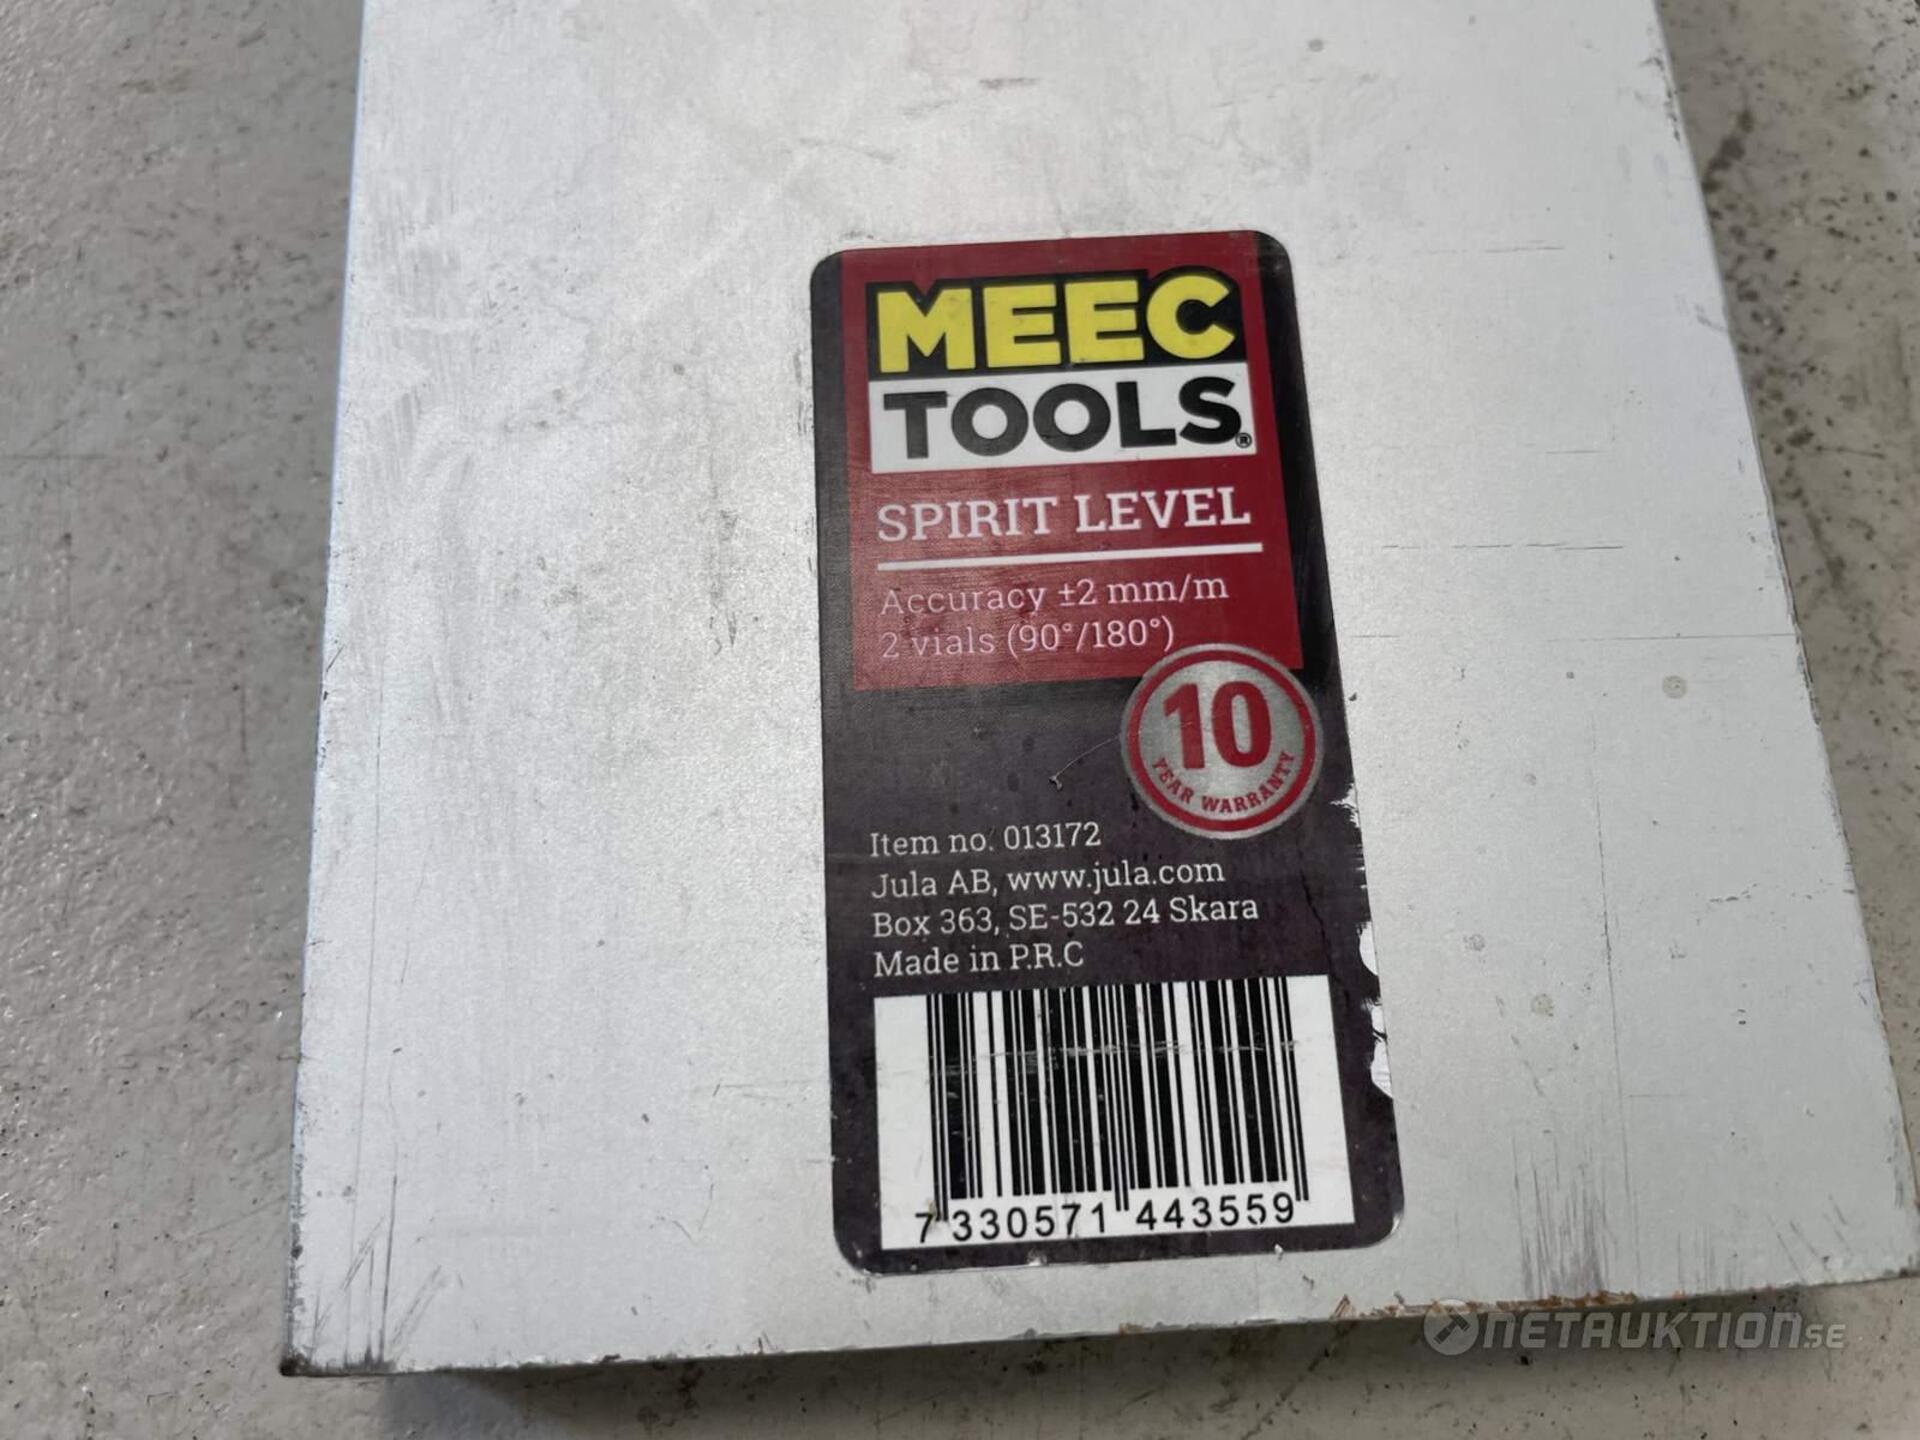 MEEC
TOOLS®
SPIRIT LEVEL
Accuracy ±2 mm/m
2 vials (90°/180°)
10
YEAR WARRANTY
Item no. 013172
Jula AB, www.jula.com
Box 363, SE-532 24 Skara
Made in P.R.C
7 330571 443559
NETAUKTION.SE